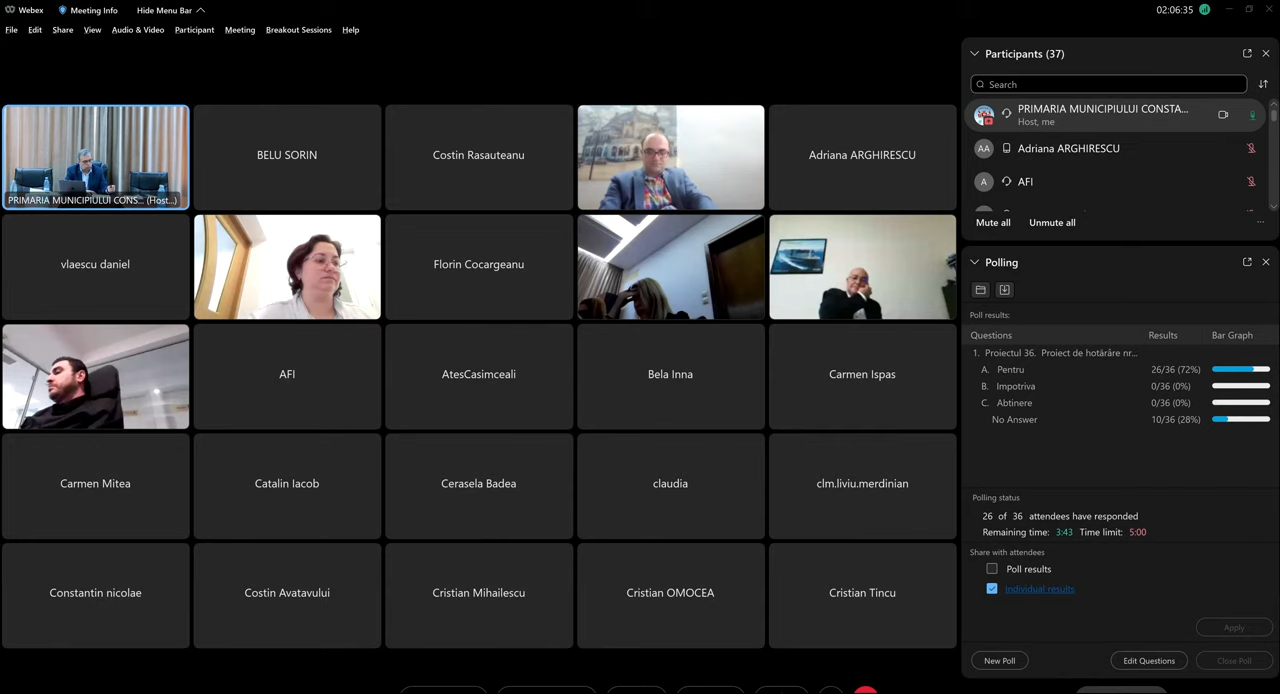 Webex Meeting Info Hide Menu Bar 02:06:35
File Edit Share View Audio & Video Participant Meeting Breakout Sessions Help
PRIMARIA MUNICIPIULUI CONS... (Host...)
BELU SORIN
Costin Rasauteanu
Adriana ARGHIRESCU
vlaescu daniel
Florin Cocargeanu
AFI
AtesCasimceali
Bela Inna
Carmen Ispas
Carmen Mitea
Catalin Iacob
Cerasela Badea
claudia
clm.liviu.merdinian
Constantin nicolae
Costin Avatavului
Cristian Mihailescu
Cristian OMOCEA
Cristian Tincu
Participants (37)
Search
PRIMARIA MUNICIPIULUI CONSTA...
Host, me
AA Adriana ARGHIRESCU
A AFI
Mute all Unmute all ...
Polling
Poll results:
Questions Results Bar Graph
1. Proiectul 36. Proiect de hotărâre nr...
A. Pentru 26/36 (72%)
B. Impotriva 0/36 (0%)
C. Abtinere 0/36 (0%)
No Answer 10/36 (28%)
Polling status
26 of 36 attendees have responded
Remaining time: 3:43 Time limit: 5:00
Share with attendees
Poll results
Individual results
Apply
New Poll Edit Questions Close Poll